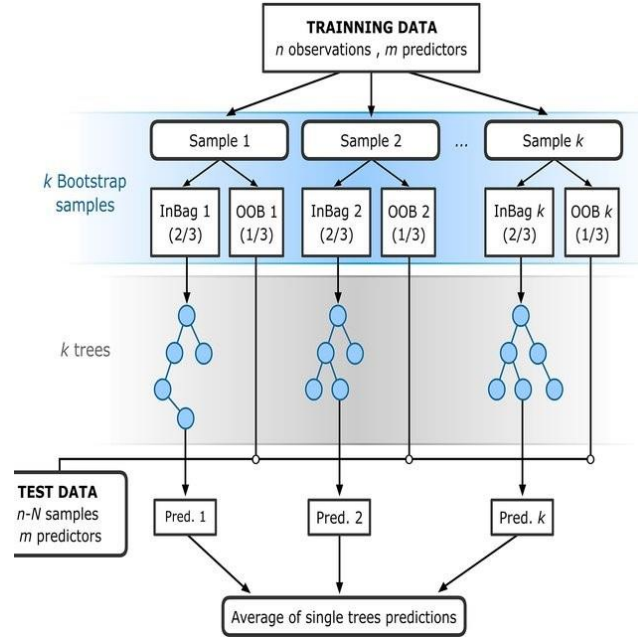 TRAINNING DATA
n observations , m predictors
Sample 1
Sample 2
...
Sample k
k Bootstrap
samples
InBag 1
(2/3)
OOB 1
(1/3)
InBag 2
(2/3)
OOB 2
(1/3)
InBag k
(2/3)
OOB k
(1/3)
k trees
TEST DATA
n-N samples
m predictors
Pred. 1
Pred. 2
Pred. k
Average of single trees predictions